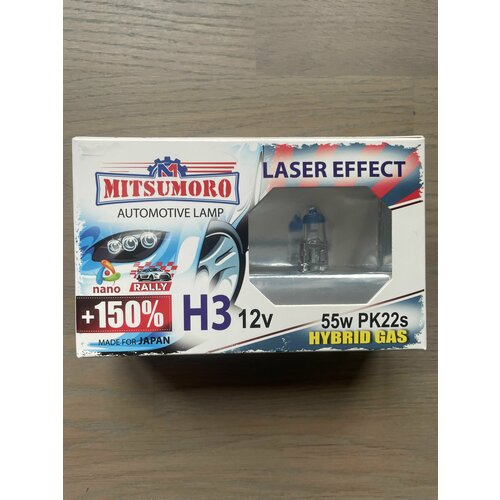 MITSUMORO
AUTOMOTIVE LAMP
LASER EFFECT
nano
RALLY
+150%
MADE FOR JAPAN
H3 12v
55w PK22s
HYBRID GAS